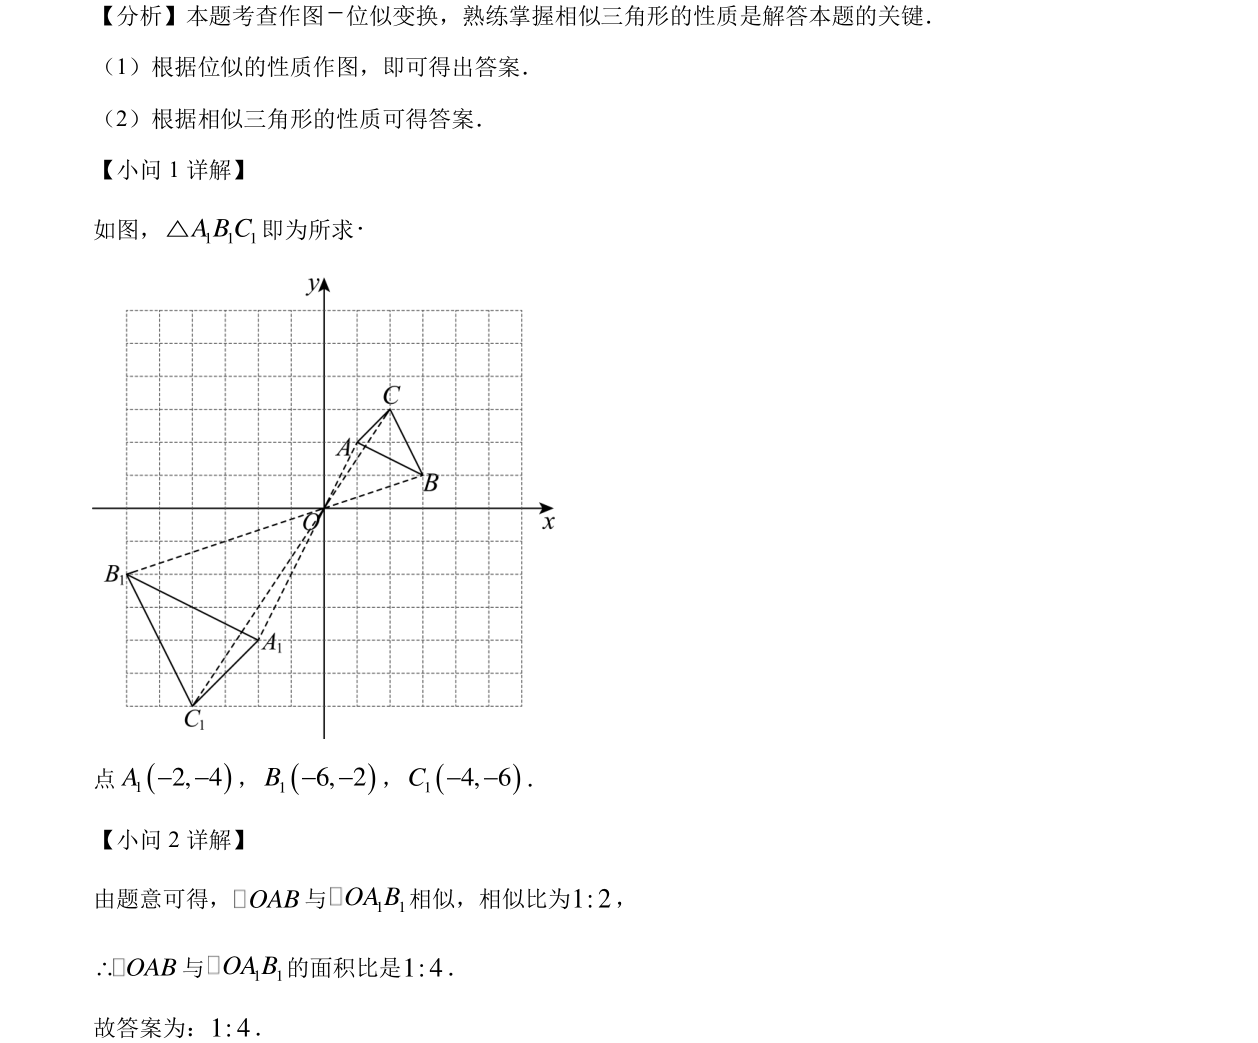 【分析】本题考查作图－位似变换，熟练掌握相似三角形的性质是解答本题的关键．
（1）根据位似的性质作图，即可得出答案．
（2）根据相似三角形的性质可得答案．
【小问 1 详解】
如图，△A₁B₁C₁ 即为所求·
y
C
A
B
O
x
B₁
A₁
C₁
点 A₁(−2,−4)，B₁(−6,−2)，C₁(−4,−6)．
【小问 2 详解】
由题意可得，□OAB 与□OA₁B₁ 相似，相似比为1:2，
∴□OAB 与□OA₁B₁ 的面积比是1:4．
故答案为：1:4．